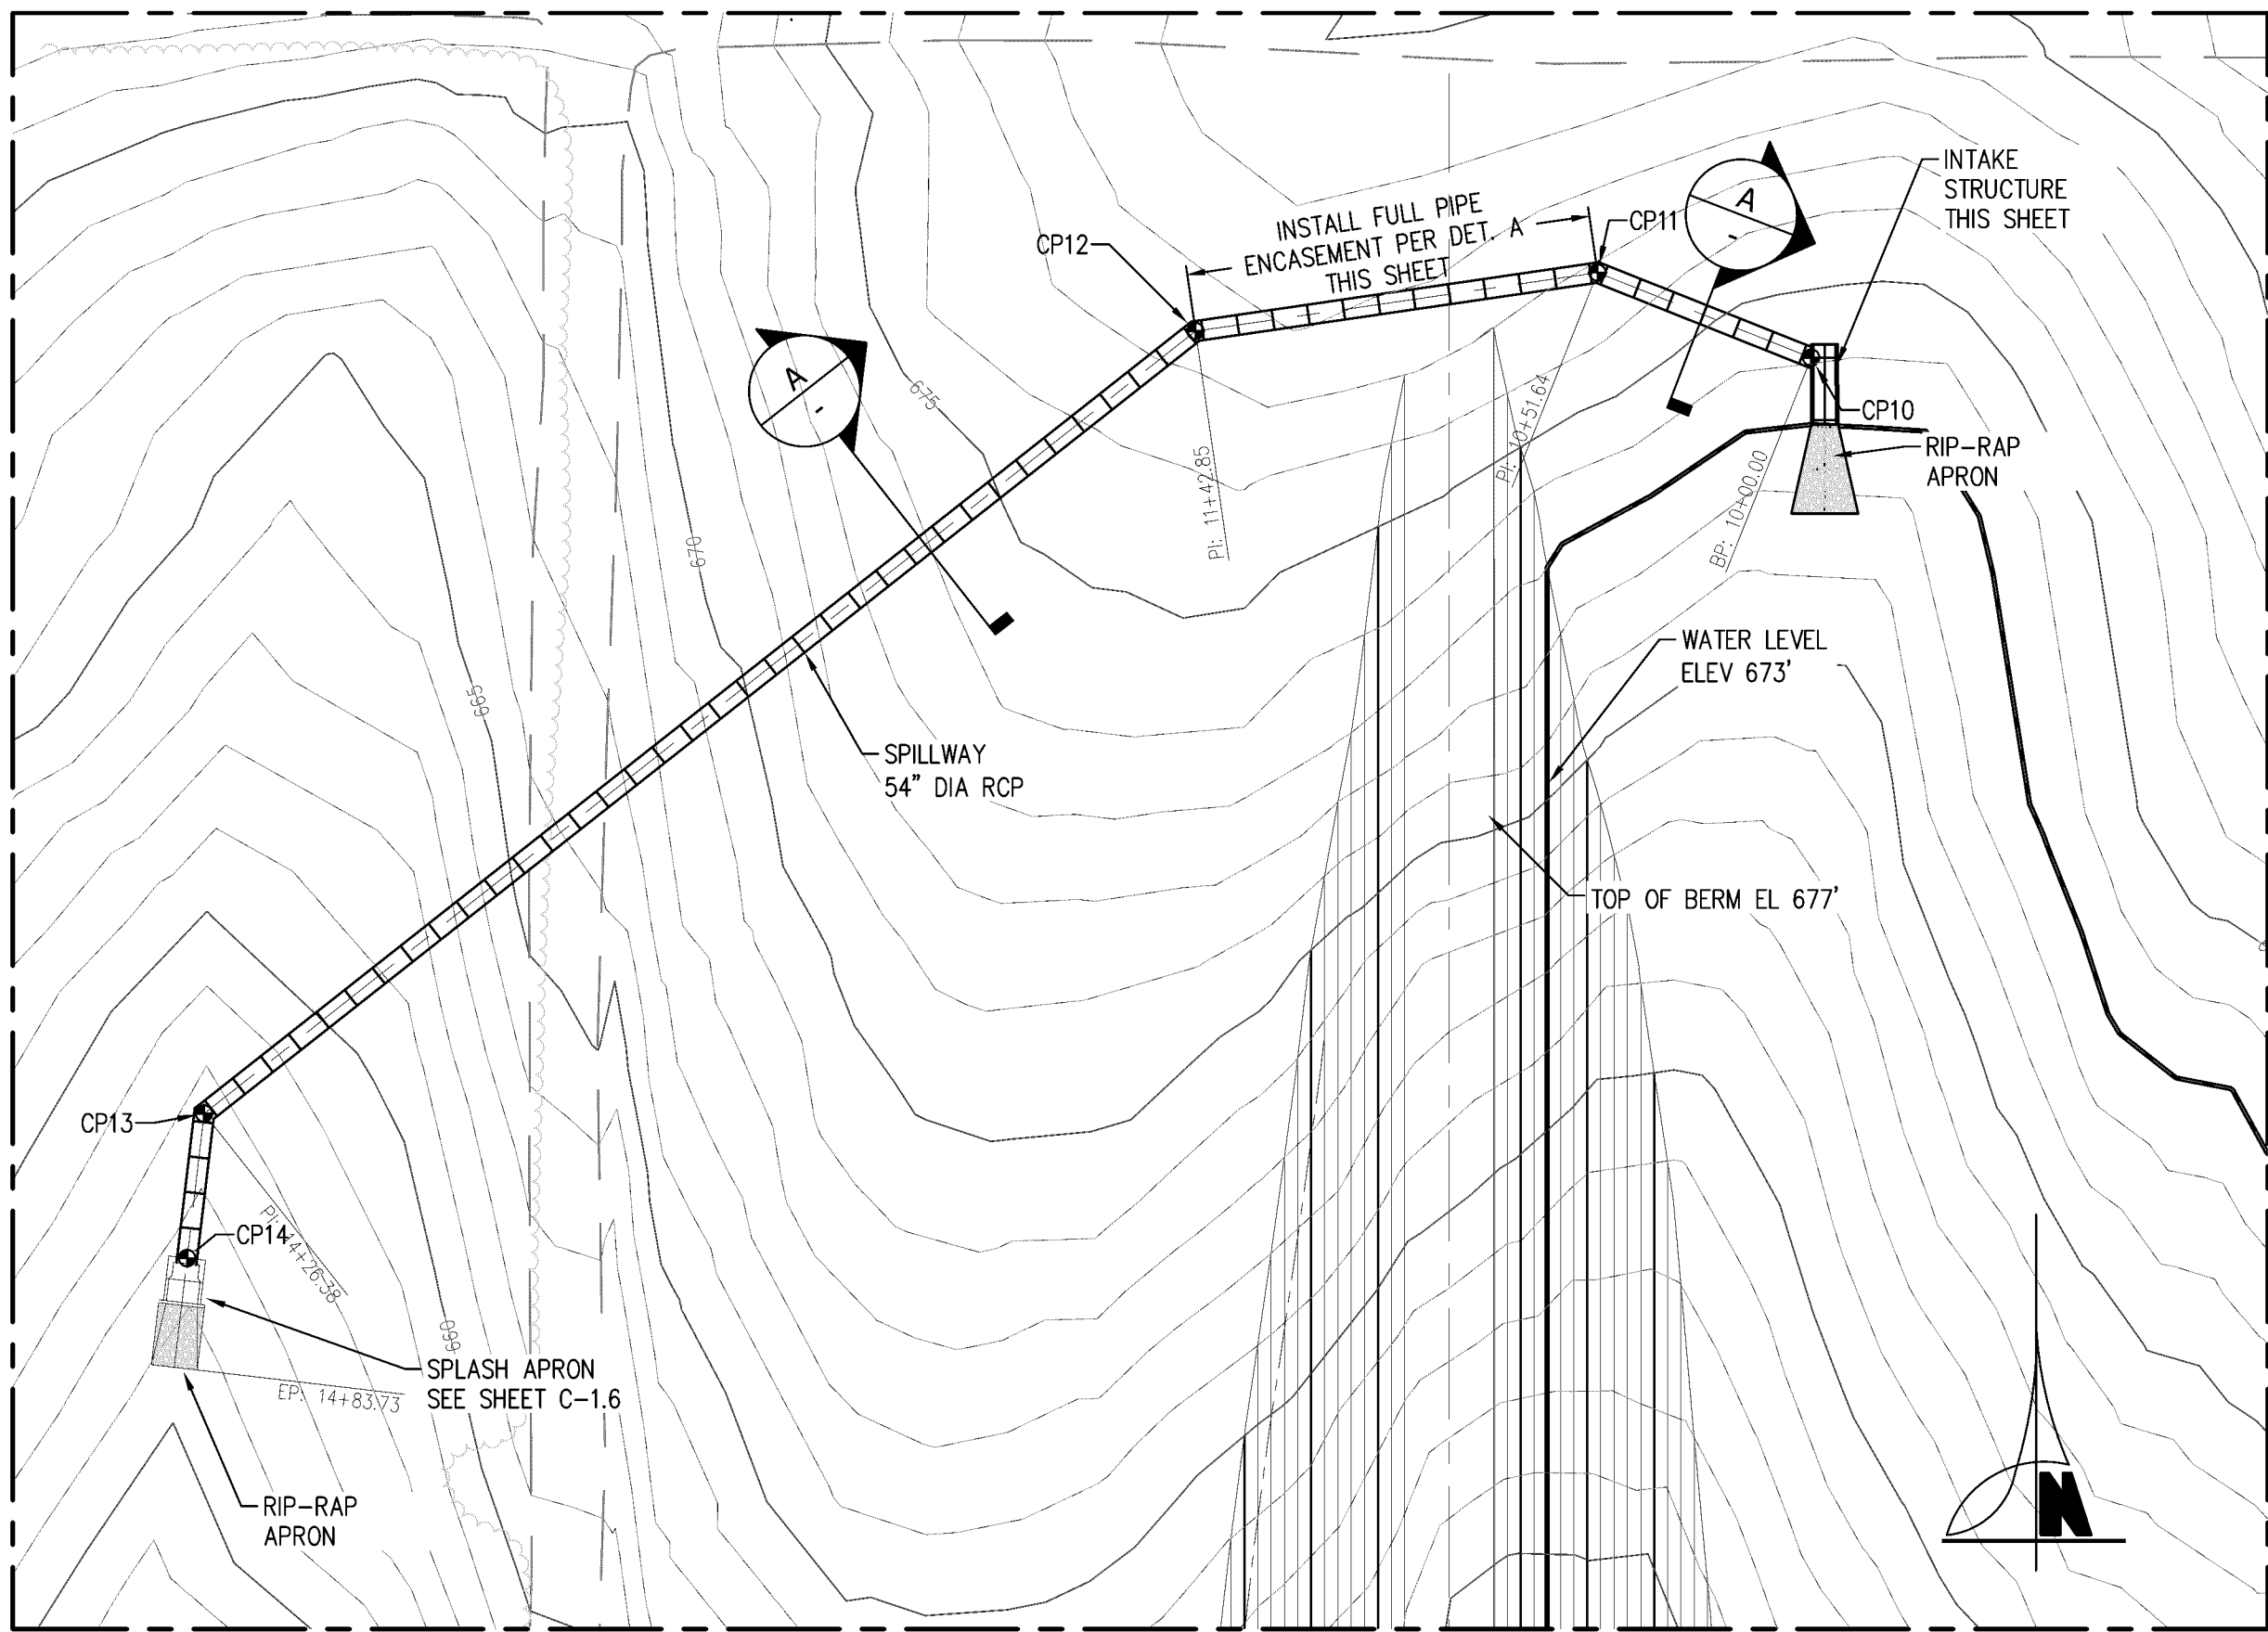 INTAKE
STRUCTURE
THIS SHEET
A
-
CP11
INSTALL FULL PIPE
ENCASEMENT PER DET. A
THIS SHEET
CP12
A
-
675
PI: 10+51.64
CP10
RIP-RAP
APRON
PI: 11+42.85
BP: 10+00.00
670
WATER LEVEL
ELEV 673'
665
SPILLWAY
54" DIA RCP
TOP OF BERM EL 677'
CP13
CP14
PI: 14+26.38
660
SPLASH APRON
SEE SHEET C-1.6
EP: 14+83.73
RIP-RAP
APRON
N